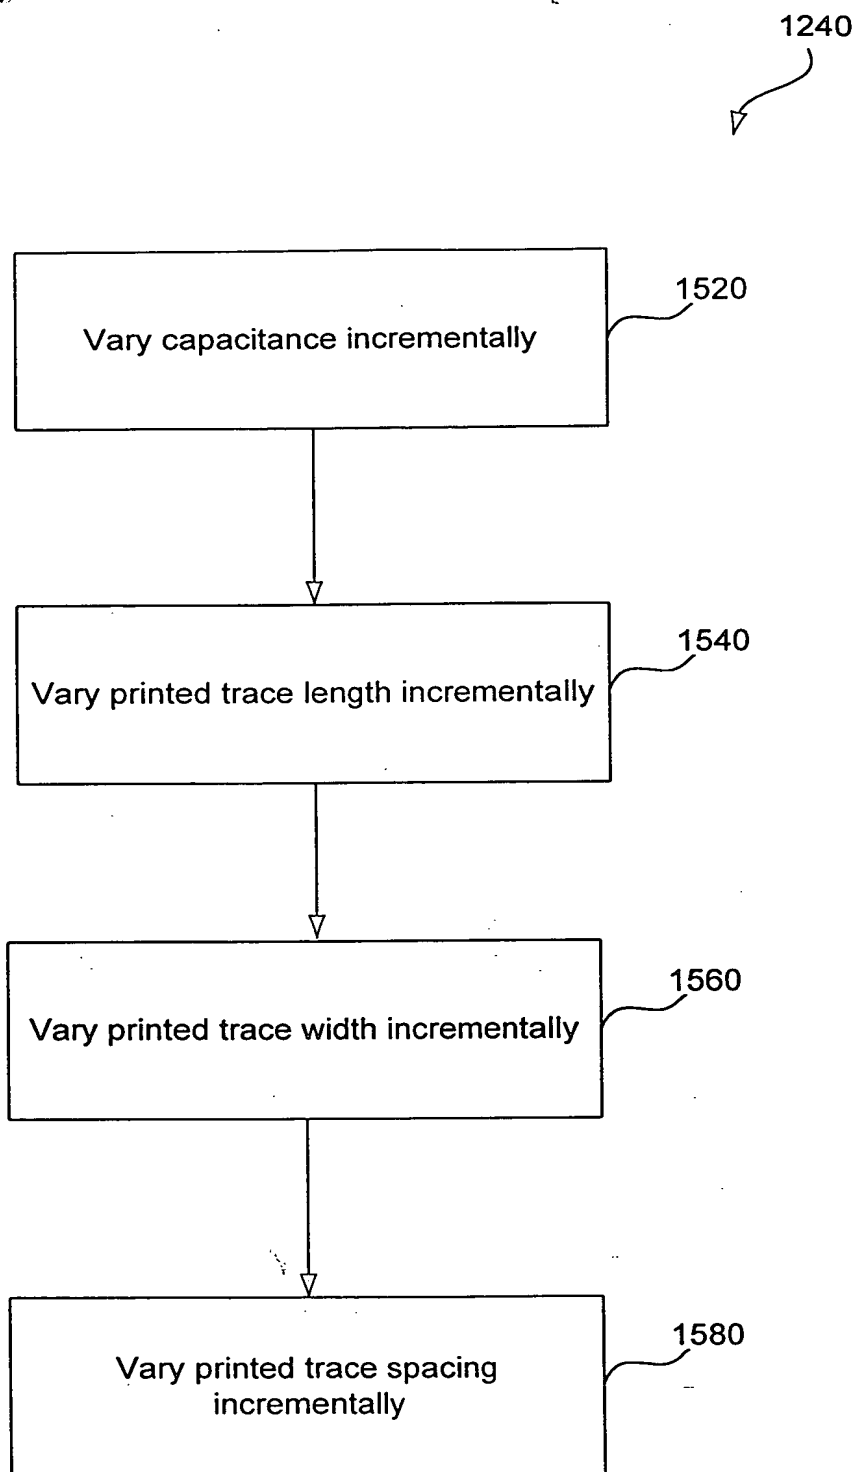 1240
1520
Vary capacitance incrementally
1540
Vary printed trace length incrementally
1560
Vary printed trace width incrementally
1580
Vary printed trace spacing
incrementally